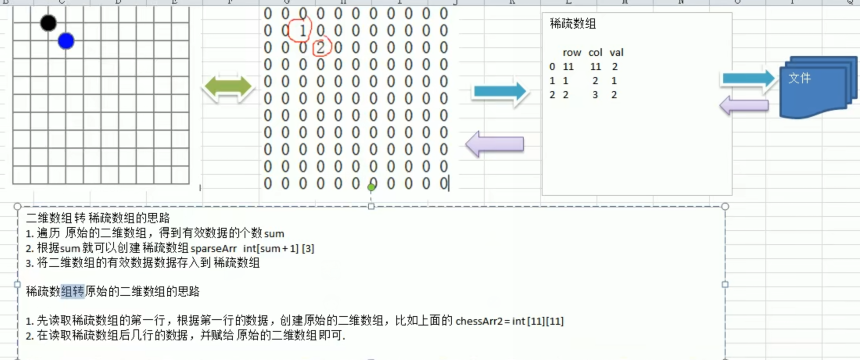 B C D E F G H I J K L M N O P Q
0 0 0 0 0 0 0 0 0 0 0
0 0 1 0 0 0 0 0 0 0 0
0 0 0 2 0 0 0 0 0 0 0
0 0 0 0 0 0 0 0 0 0 0
0 0 0 0 0 0 0 0 0 0 0
0 0 0 0 0 0 0 0 0 0 0
0 0 0 0 0 0 0 0 0 0 0
0 0 0 0 0 0 0 0 0 0 0
0 0 0 0 0 0 0 0 0 0 0
0 0 0 0 0 0 0 0 0 0 0
0 0 0 0 0 0 0 0 0 0 0
稀疏数组
row col val
0 11 11 2
1 1 2 1
2 2 3 2
文件
二维数组 转 稀疏数组的思路
1. 遍历 原始的二维数组，得到有效数据的个数 sum
2. 根据sum 就可以创建 稀疏数组 sparseArr int[sum + 1] [3]
3. 将二维数组的有效数据数据存入到 稀疏数组
稀疏数组转原始的二维数组的思路
1. 先读取稀疏数组的第一行，根据第一行的数据，创建原始的二维数组，比如上面的 chessArr2 = int [11][11]
2. 在读取稀疏数组后几行的数据，并赋给 原始的二维数组 即可.